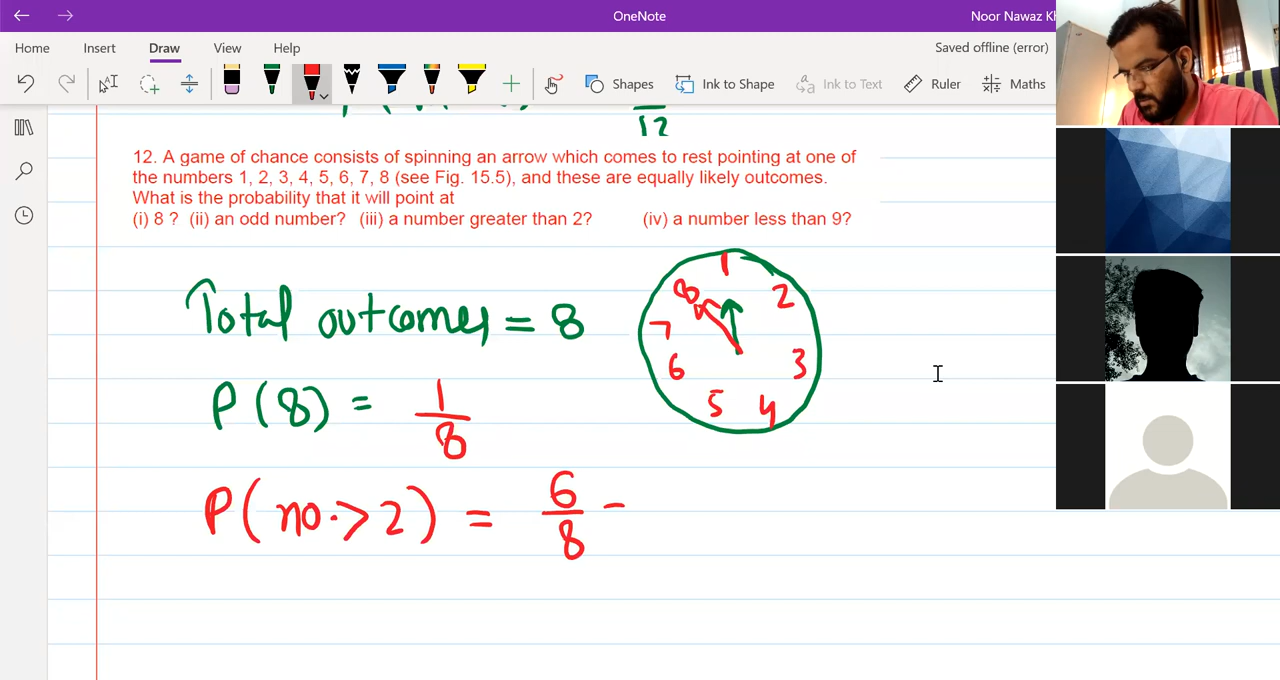 OneNote
Noor Nawaz Kh
Home Insert Draw View Help
Saved offline (error)
Shapes Ink to Shape Ink to Text Ruler Maths
12
12. A game of chance consists of spinning an arrow which comes to rest pointing at one of
the numbers 1, 2, 3, 4, 5, 6, 7, 8 (see Fig. 15.5), and these are equally likely outcomes.
What is the probability that it will point at
(i) 8 ? (ii) an odd number? (iii) a number greater than 2? (iv) a number less than 9?
Total outcomes = 8
1
2
3
4
5
6
7
8
P(8) = 1/8
P(no.>2) = 6/8 =